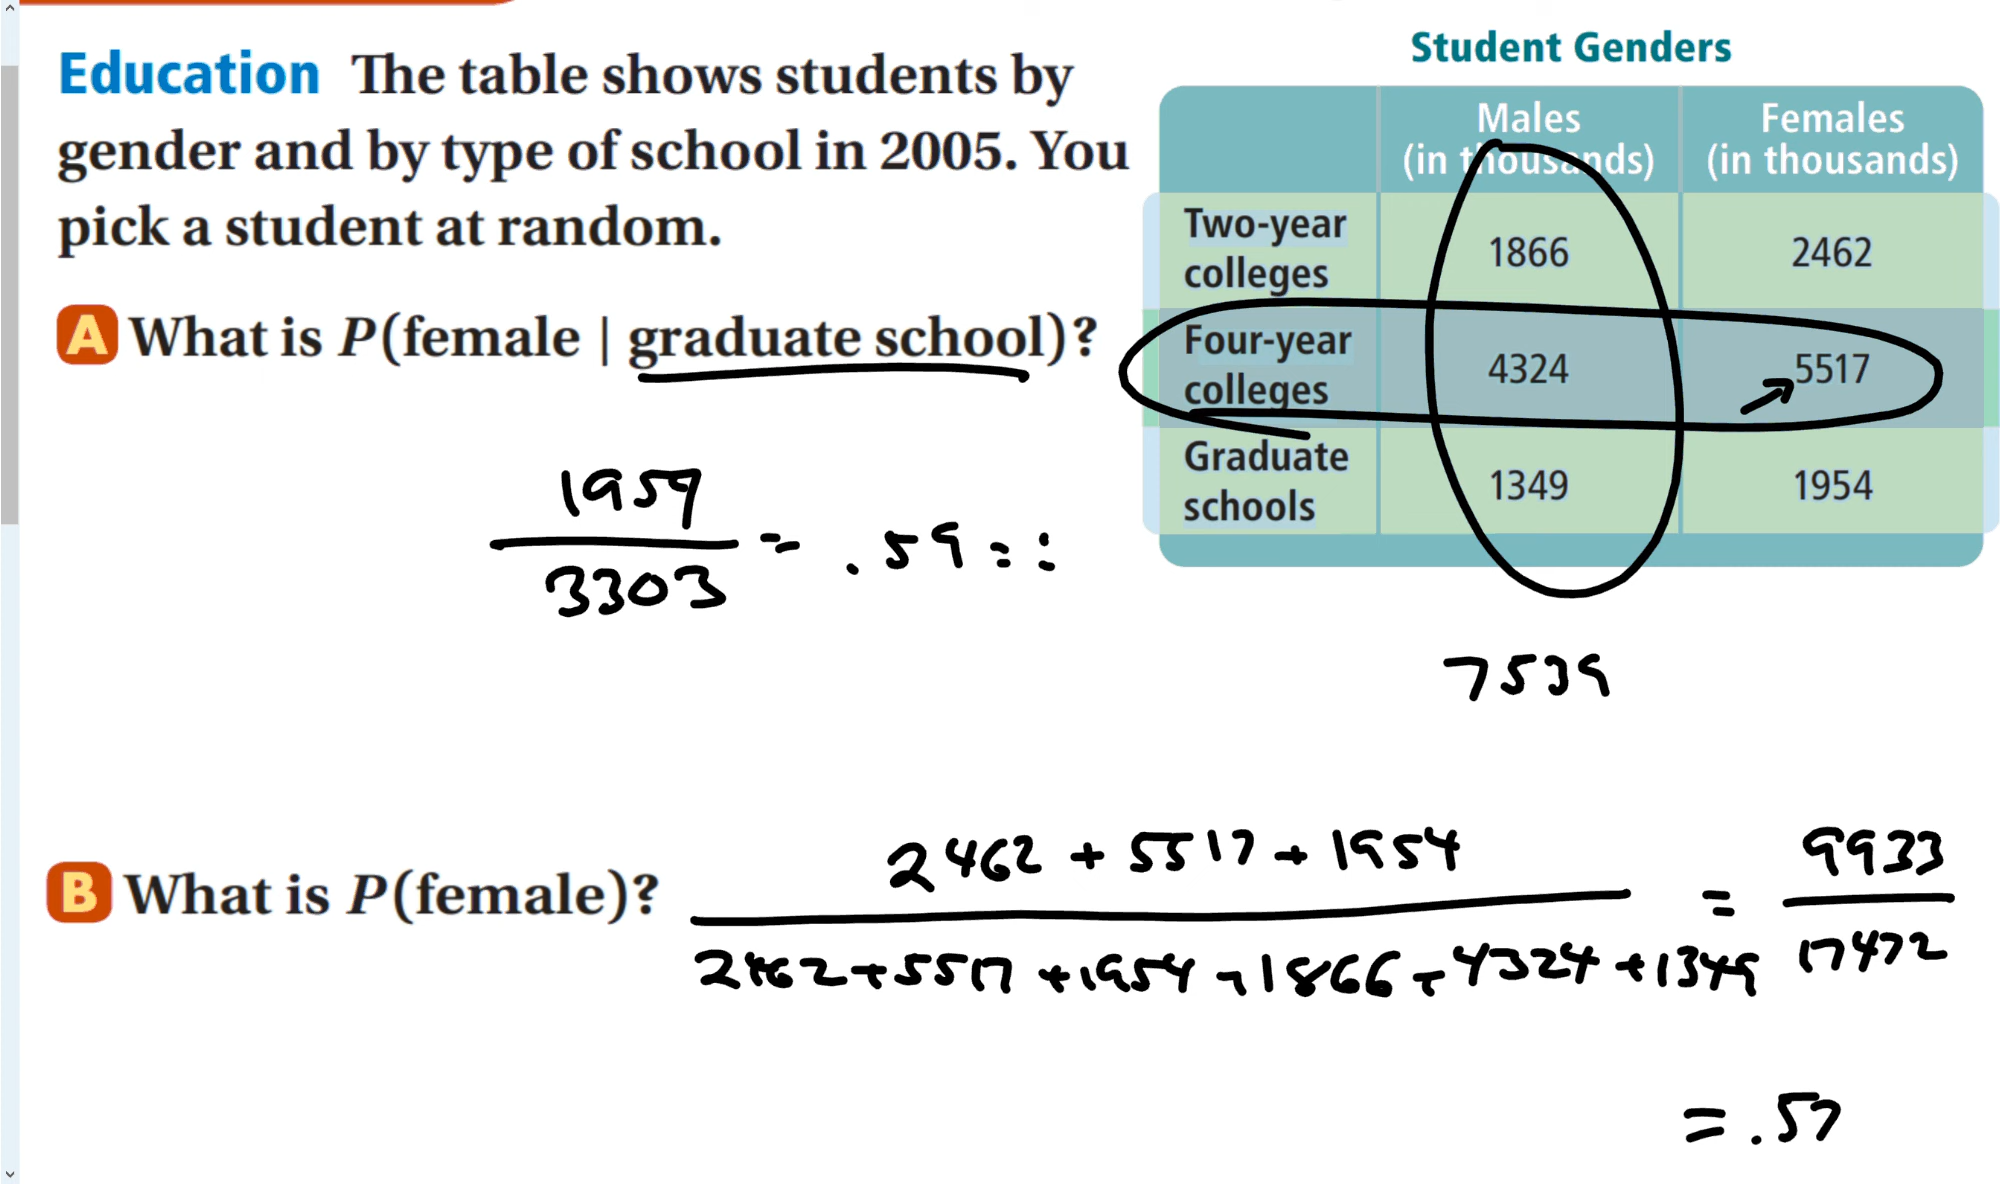 Education The table shows students by
gender and by type of school in 2005. You
pick a student at random.
A What is P(female | graduate school)?
1954
3303
= .59 =
Student Genders
Males (in thousands) Females (in thousands)
Two-year colleges 1866 2462
Four-year colleges 4324 5517
Graduate schools 1349 1954
7539
B What is P(female)?
2462 + 5517 + 1954
2462+5517+1954+1866+4324+1349
= 9933
17472
= .57